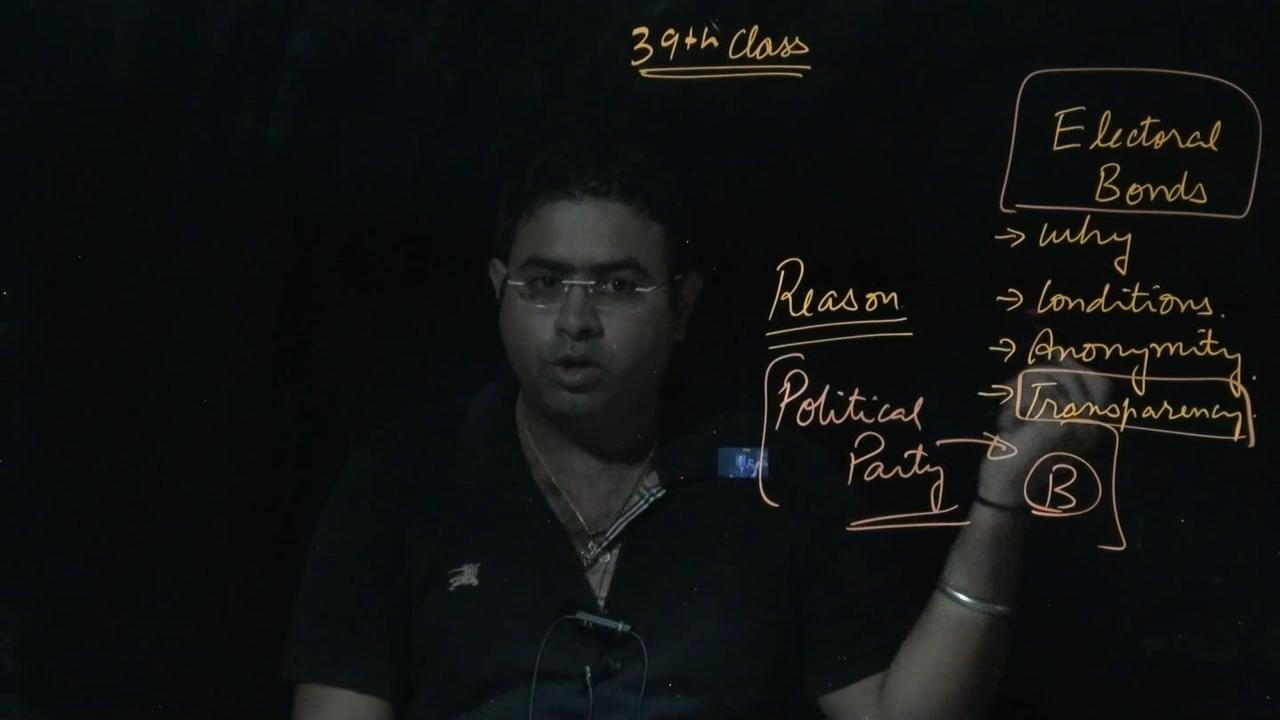 39th Class
Electoral
Bonds
→ Why
→ Conditions.
→ Anonymity
→ Transparency.
Reason
Political
Party →
B